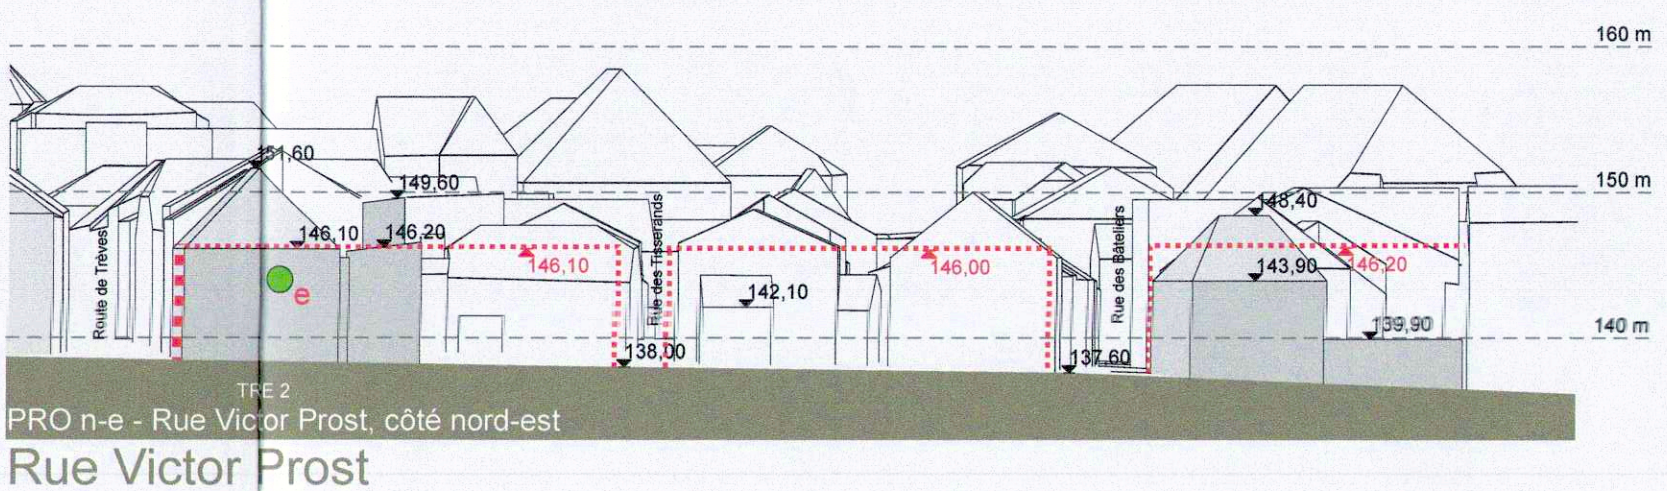 160 m
151,60
149,60
150 m
Route de Trèves
146,10
146,20
146,10
Rue des Tisserands
146,00
Rue des Bâteliers
148,40
146,20
143,90
e
142,10
139,90
140 m
138,00
137,60
TRE 2
PRO n-e - Rue Victor Prost, côté nord-est
Rue Victor Prost